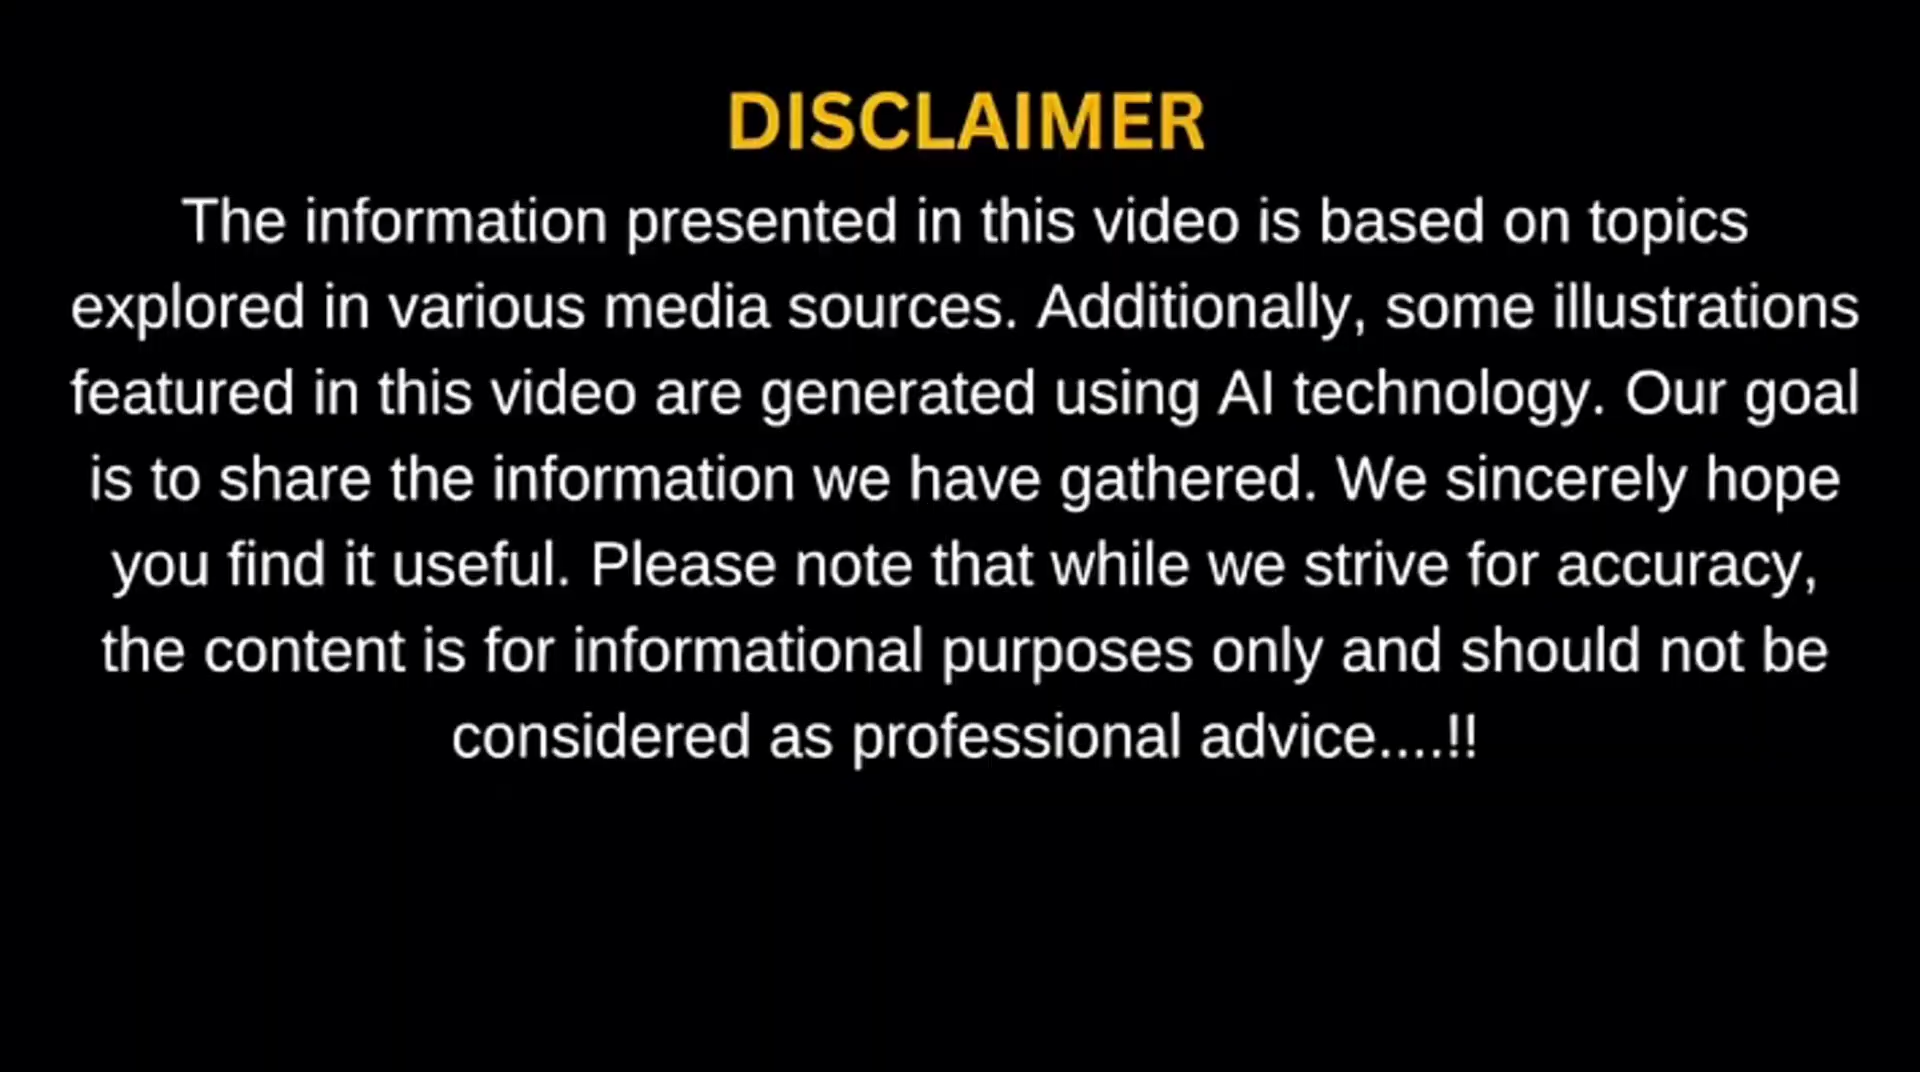 DISCLAIMER
The information presented in this video is based on topics
explored in various media sources. Additionally, some illustrations
featured in this video are generated using AI technology. Our goal
is to share the information we have gathered. We sincerely hope
you find it useful. Please note that while we strive for accuracy,
the content is for informational purposes only and should not be
considered as professional advice....!!